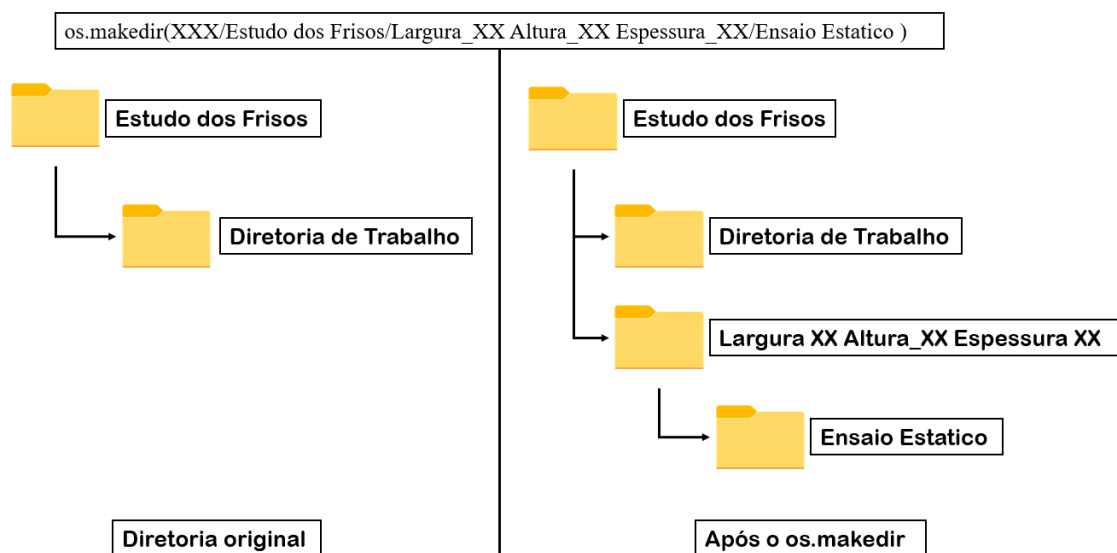 os.makedir(XXX/Estudo dos Frisos/Largura_XX Altura_XX Espessura_XX/Ensaio Estatico )
Estudo dos Frisos
Diretoria de Trabalho
Diretoria original
Estudo dos Frisos
Diretoria de Trabalho
Largura XX Altura_XX Espessura XX
Ensaio Estatico
Após o os.makedir